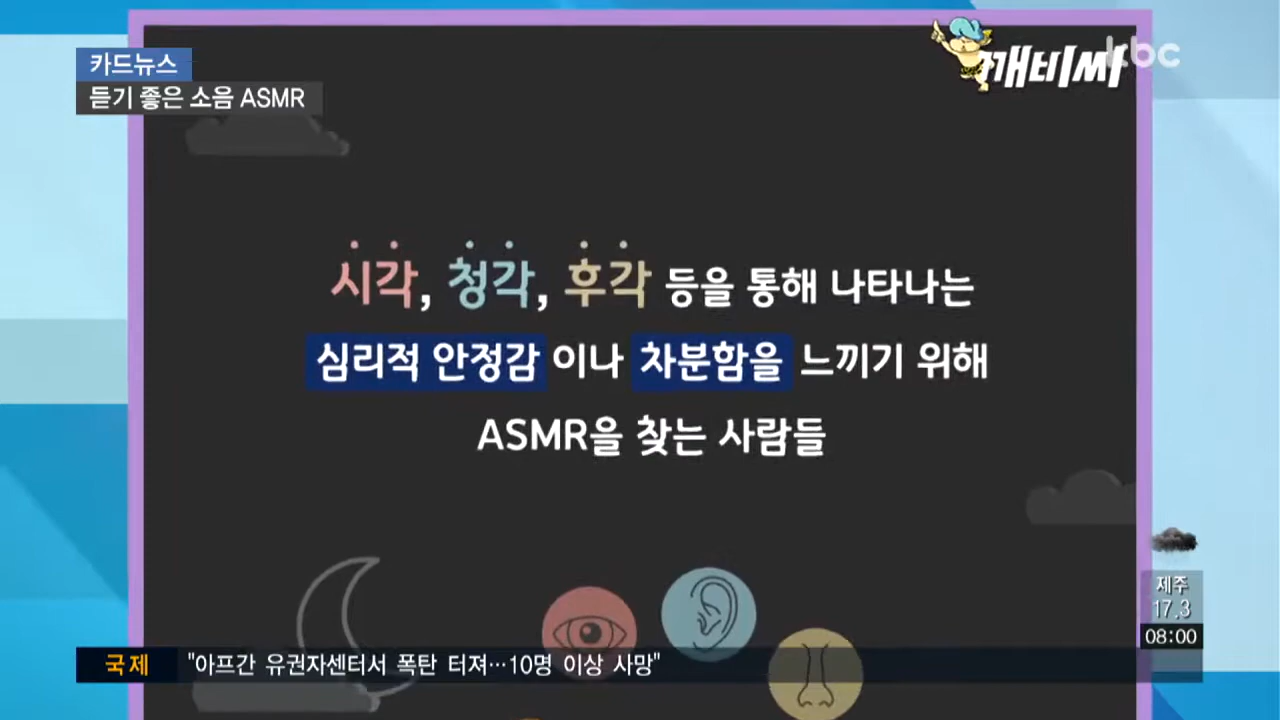 카드뉴스
듣기 좋은 소음 ASMR
깨티씨
kbc
시각, 청각, 후각 등을 통해 나타나는
심리적 안정감 이나 차분함을 느끼기 위해
ASMR을 찾는 사람들
제주
17.3
08:00
국제 "아프간 유권자센터서 폭탄 터져…10명 이상 사망"